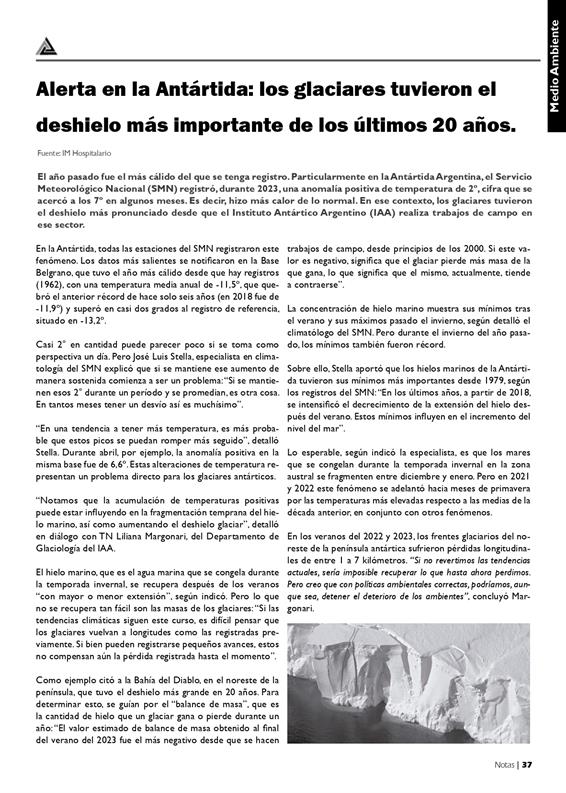 Medio Ambiente
Alerta en la Antártida: los glaciares tuvieron el
deshielo más importante de los últimos 20 años.
Fuente: IM Hospitalario
El año pasado fue el más cálido del que se tenga registro. Particularmente en la Antártida Argentina, el Servicio
Meteorológico Nacional (SMN) registró, durante 2023, una anomalía positiva de temperatura de 2°, cifra que se
acercó a los 7° en algunos meses. Es decir, hizo más calor de lo normal. En ese contexto, los glaciares tuvieron
el deshielo más pronunciado desde que el Instituto Antártico Argentino (IAA) realiza trabajos de campo en
ese sector.
En la Antártida, todas las estaciones del SMN registraron este
fenómeno. Los datos más salientes se notificaron en la Base
Belgrano, que tuvo el año más cálido desde que hay registros
(1962), con una temperatura media anual de -11,5°, que que-
bró el anterior récord de hace solo seis años (en 2018 fue de
-11,9°) y superó en casi dos grados al registro de referencia,
situado en -13,2°.
Casi 2° en cantidad puede parecer poco si se toma como
perspectiva un día. Pero José Luis Stella, especialista en clima-
tología del SMN explicó que si se mantiene ese aumento de
manera sostenida comienza a ser un problema: “Si se mantie-
nen esos 2° durante un período y se promedian, es otra cosa.
En tantos meses tener un desvío así es muchísimo”.
“En una tendencia a tener más temperatura, es más proba-
ble que estos picos se puedan romper más seguido”, detalló
Stella. Durante abril, por ejemplo, la anomalía positiva en la
misma base fue de 6,6°. Estas alteraciones de temperatura re-
presentan un problema directo para los glaciares antárticos.
“Notamos que la acumulación de temperaturas positivas
puede estar influyendo en la fragmentación temprana del hie-
lo marino, así como aumentando el deshielo glaciar”, detalló
en diálogo con TN Liliana Margonari, del Departamento de
Glaciología del IAA.
El hielo marino, que es el agua marina que se congela durante
la temporada invernal, se recupera después de los veranos
“con mayor o menor extensión”, según indicó. Pero lo que
no se recupera tan fácil son las masas de los glaciares: “Si las
tendencias climáticas siguen este curso, es difícil pensar que
los glaciares vuelvan a longitudes como las registradas pre-
viamente. Si bien pueden registrarse pequeños avances, estos
no compensan aún la pérdida registrada hasta el momento”.
Como ejemplo citó a la Bahía del Diablo, en el noreste de la
península, que tuvo el deshielo más grande en 20 años. Para
determinar esto, se guían por el “balance de masa”, que es
la cantidad de hielo que un glaciar gana o pierde durante un
año: “El valor estimado de balance de masa obtenido al final
del verano del 2023 fue el más negativo desde que se hacen
trabajos de campo, desde principios de los 2000. Si este va-
lor es negativo, significa que el glaciar pierde más masa de la
que gana, lo que significa que el mismo, actualmente, tiende
a contraerse”.
La concentración de hielo marino muestra sus mínimos tras
el verano y sus máximos pasado el invierno, según detalló el
climatólogo del SMN. Pero durante el invierno del año pasa-
do, los mínimos también fueron récord.
Sobre ello, Stella aportó que los hielos marinos de la Antárti-
da tuvieron sus mínimos más importantes desde 1979, según
los registros del SMN: “En los últimos años, a partir de 2018,
se intensificó el decrecimiento de la extensión del hielo des-
pués del verano. Estos mínimos influyen en el incremento del
nivel del mar”.
Lo esperable, según indicó la especialista, es que los mares
que se congelan durante la temporada invernal en la zona
austral se fragmenten entre diciembre y enero. Pero en 2021
y 2022 este fenómeno se adelantó hacia meses de primavera
por las temperaturas más elevadas respecto a las medias de la
década anterior, en conjunto con otros fenómenos.
En los veranos del 2022 y 2023, los frentes glaciarios del no-
reste de la península antártica sufrieron pérdidas longitudina-
les de entre 1 a 7 kilómetros. “Si no revertimos las tendencias
actuales, sería imposible recuperar lo que hasta ahora perdimos.
Pero creo que con políticas ambientales correctas, podríamos, aun-
que sea, detener el deterioro de los ambientes”, concluyó Mar-
gonari.
Notas | 37